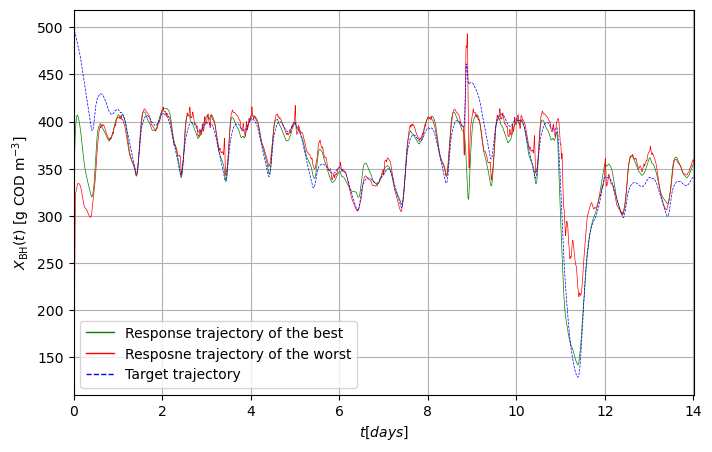 500
450
400
350
300
250
200
150
X_BH(t) [g COD m⁻³]
Response trajectory of the best
Resposne trajectory of the worst
Target trajectory
0 2 4 6 8 10 12 14
t[days]